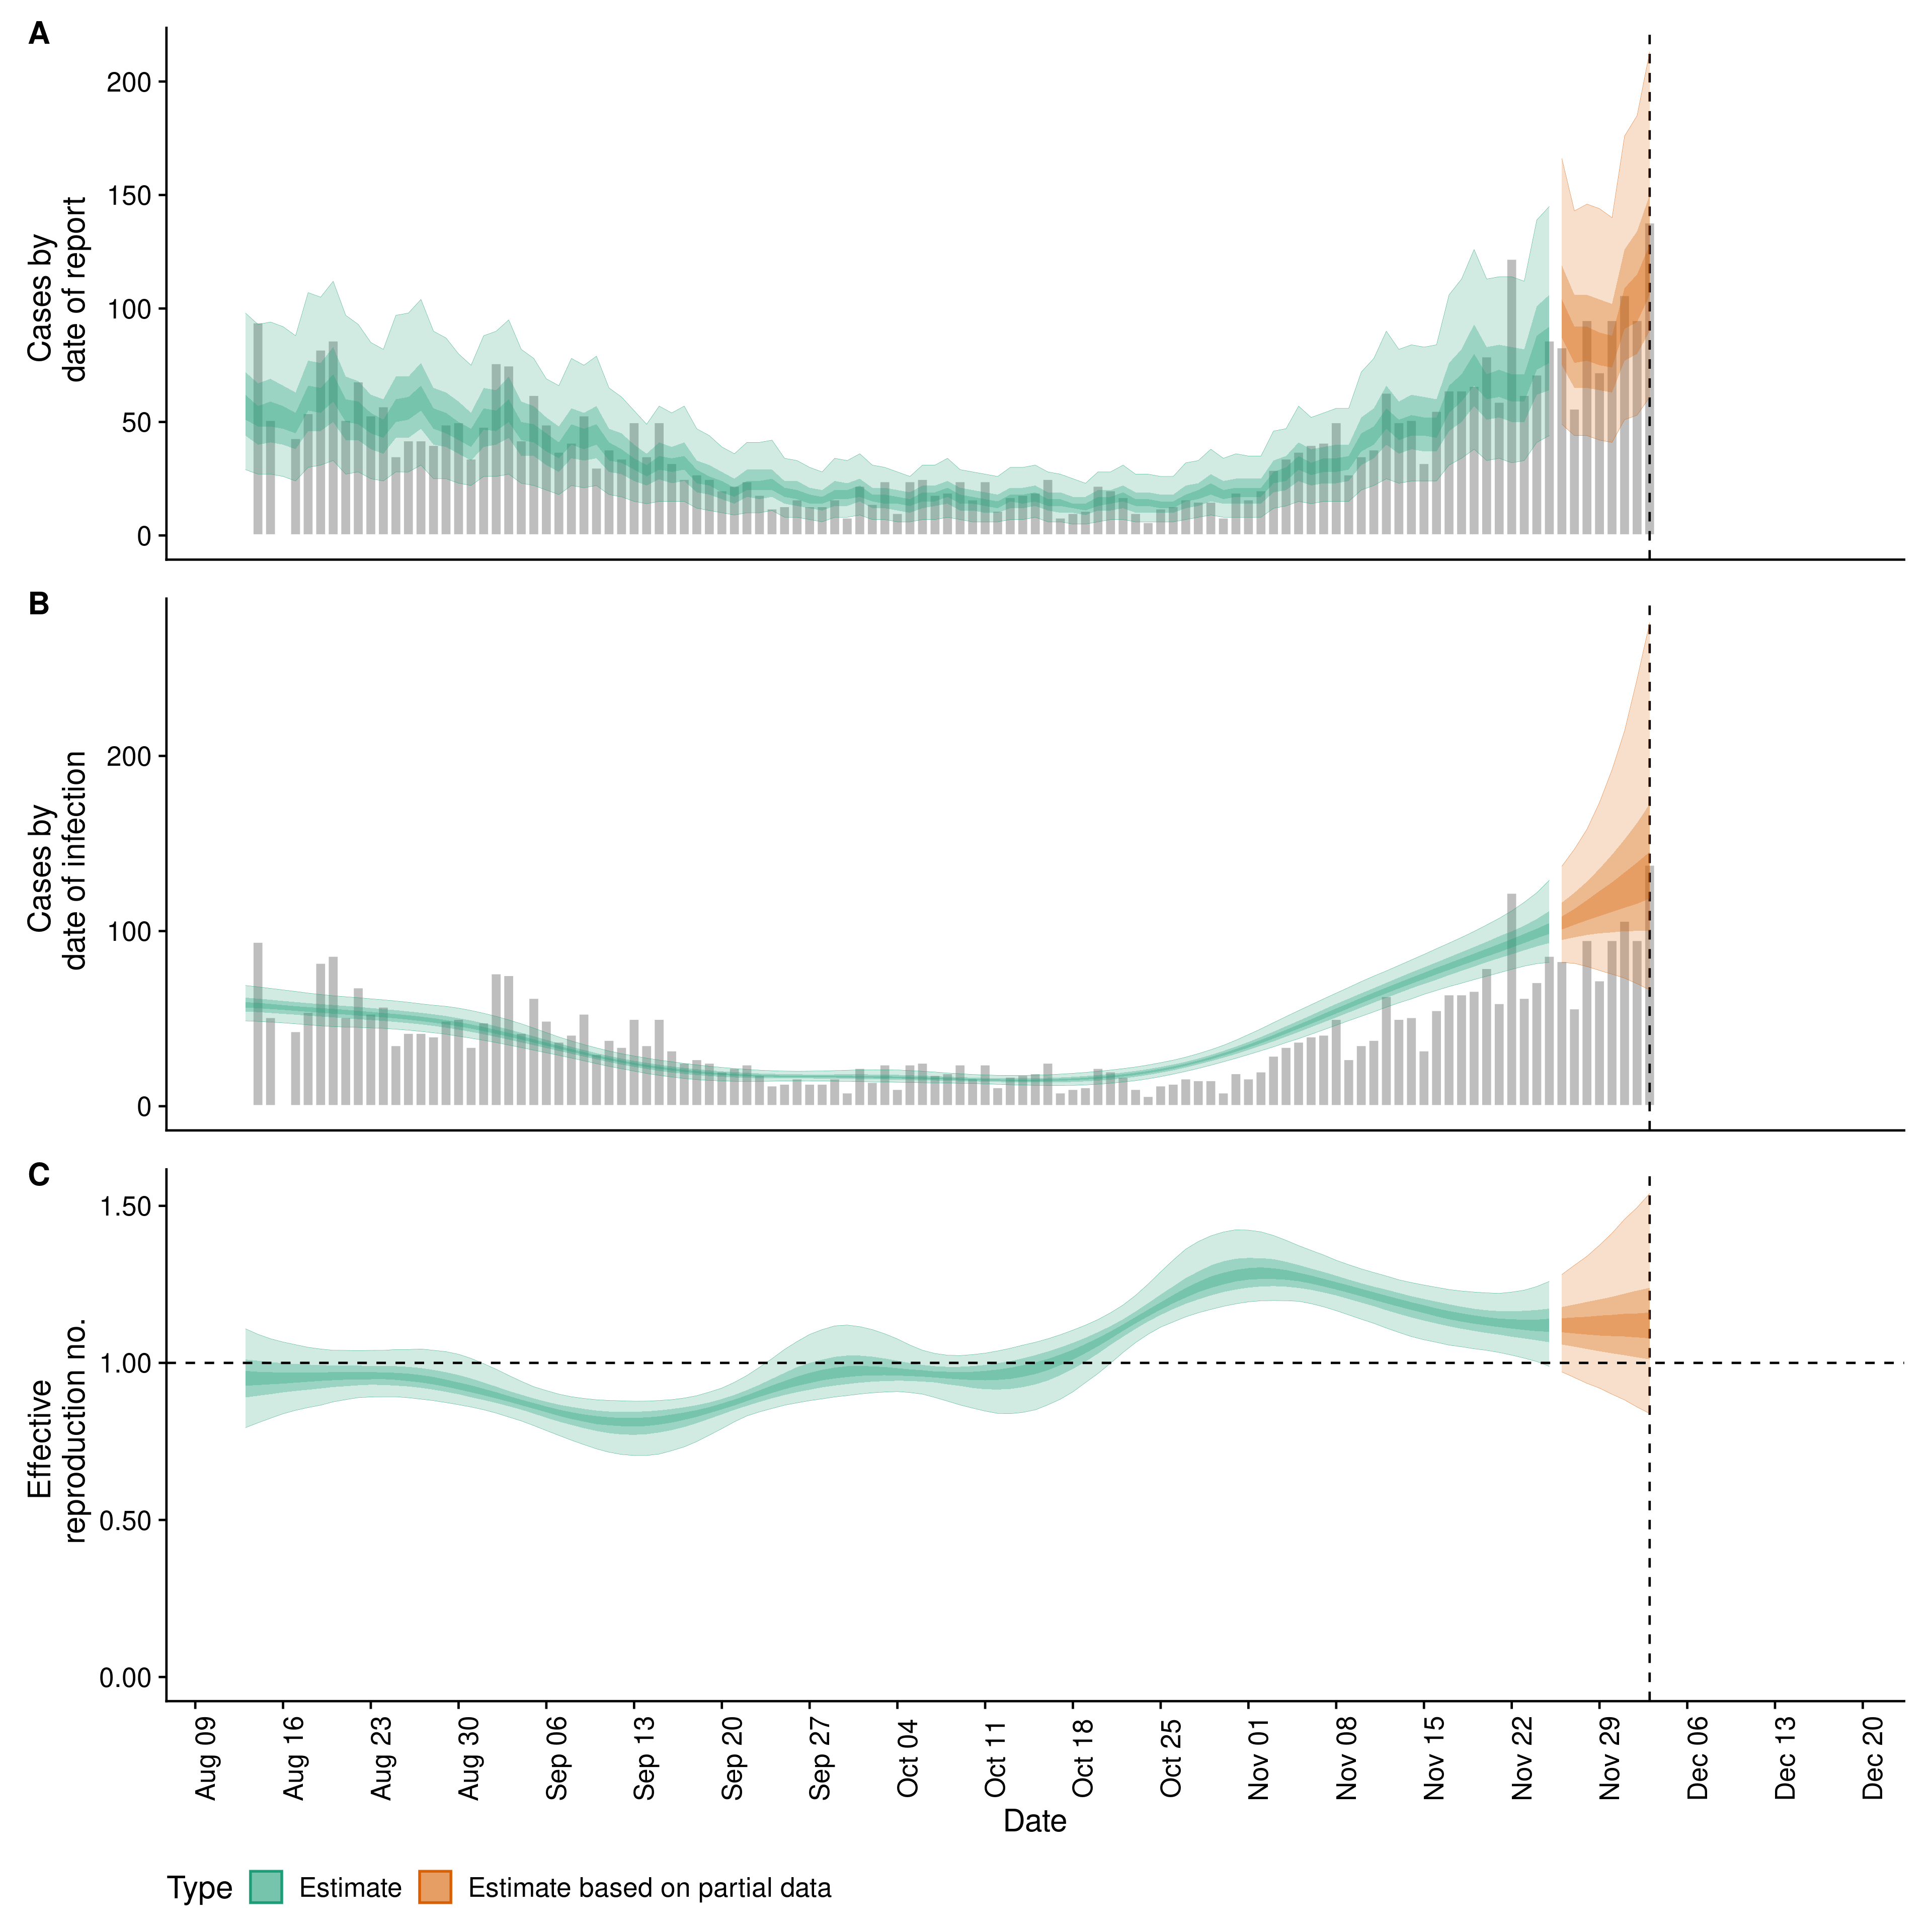 A
Cases by
date of report
200
150
100
50
0
B
Cases by
date of infection
200
100
0
C
Effective
reproduction no.
1.50
1.00
0.50
0.00
Aug 09
Aug 16
Aug 23
Aug 30
Sep 06
Sep 13
Sep 20
Sep 27
Oct 04
Oct 11
Oct 18
Oct 25
Nov 01
Nov 08
Nov 15
Nov 22
Nov 29
Dec 06
Dec 13
Dec 20
Date
Type
Estimate
Estimate based on partial data